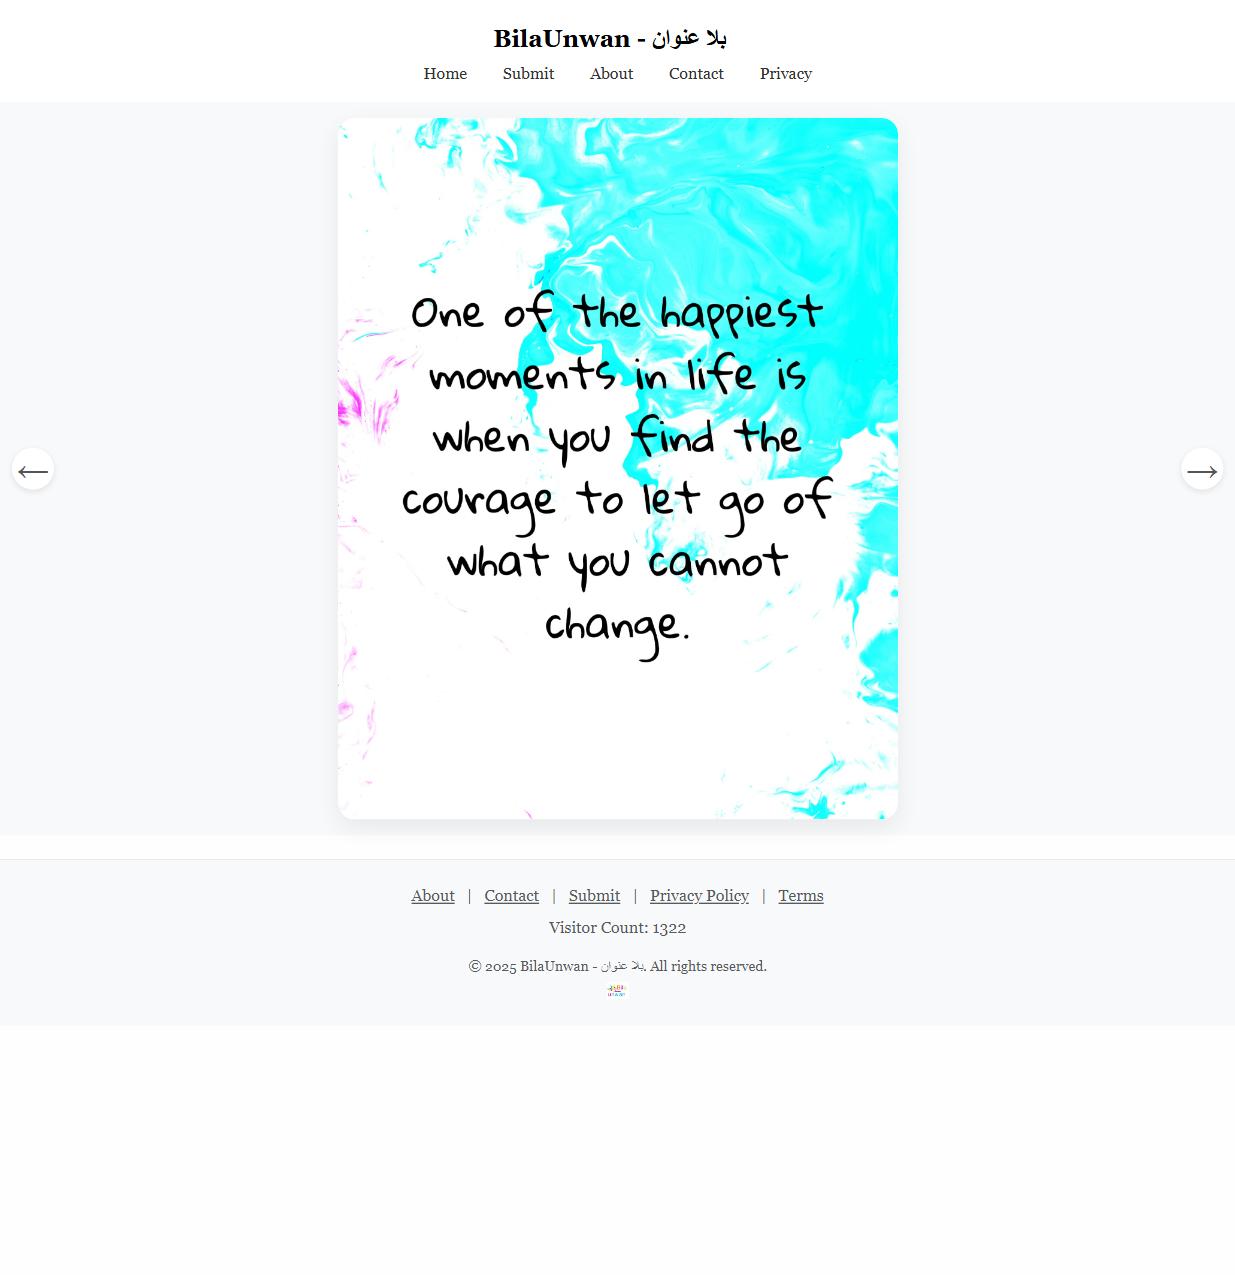 BilaUnwan - بلا عنوان
Home Submit About Contact Privacy
One of the happiest
moments in life is
when you find the
courage to let go of
what you cannot
change.
← →
About | Contact | Submit | Privacy Policy | Terms
Visitor Count: 1322
© 2025 BilaUnwan - بلا عنوان. All rights reserved.